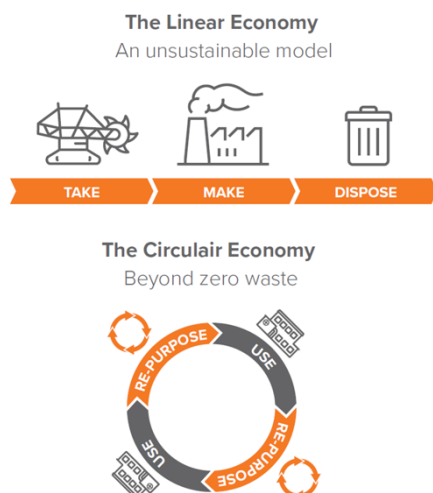 The Linear Economy
An unsustainable model
TAKE
MAKE
DISPOSE
The Circulair Economy
Beyond zero waste
RE-PURPOSE
USE
RE-PURPOSE
USE